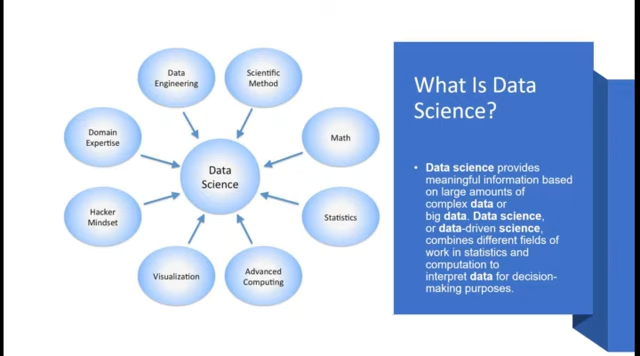 Data
Engineering
Scientific
Method
Domain
Expertise
Math
Data
Science
Hacker
Mindset
Statistics
Visualization
Advanced
Computing
What Is Data
Science?
• Data science provides
meaningful information based
on large amounts of
complex data or
big data. Data science,
or data-driven science,
combines different fields of
work in statistics and
computation to
interpret data for decision-
making purposes.